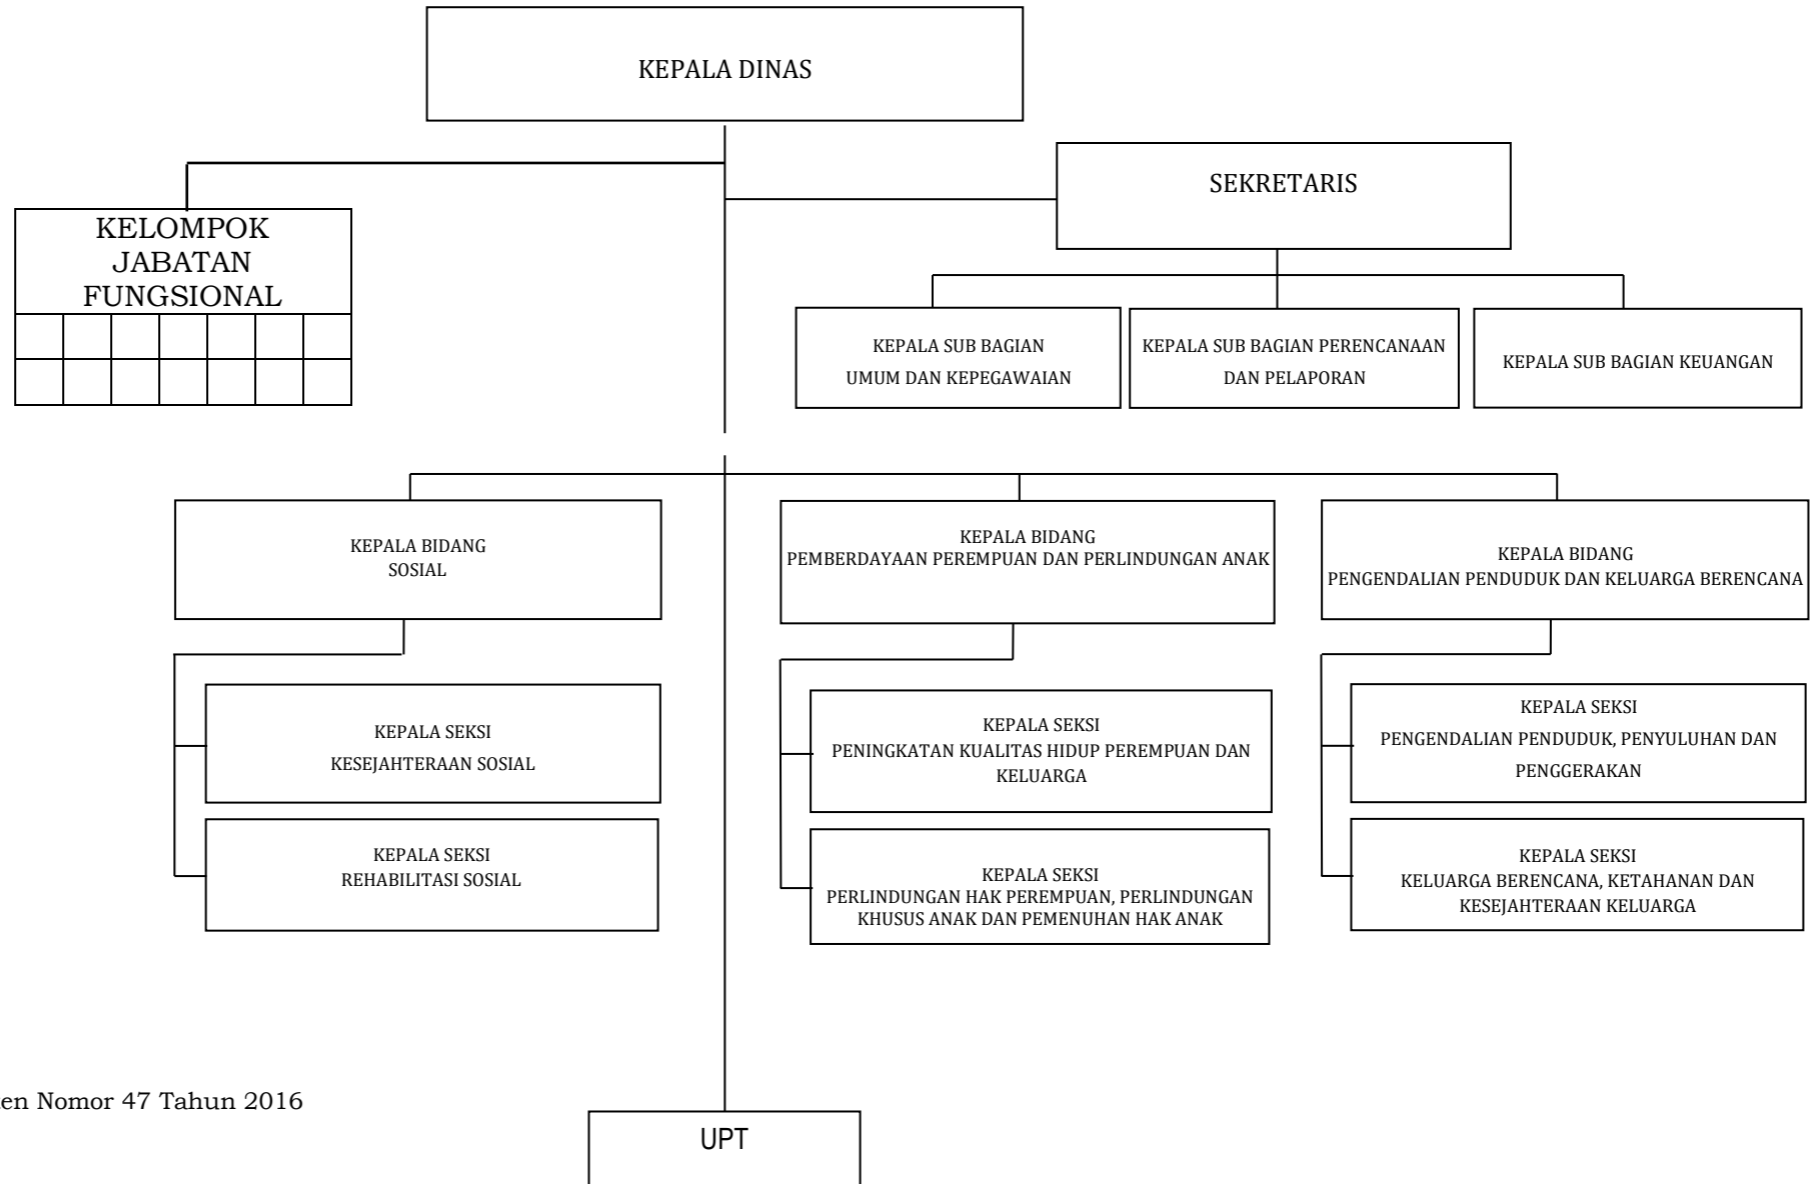 KEPALA DINAS
SEKRETARIS
KELOMPOK
JABATAN
FUNGSIONAL
KEPALA SUB BAGIAN
UMUM DAN KEPEGAWAIAN
KEPALA SUB BAGIAN PERENCANAAN
DAN PELAPORAN
KEPALA SUB BAGIAN KEUANGAN
KEPALA BIDANG
SOSIAL
KEPALA BIDANG
PEMBERDAYAAN PEREMPUAN DAN PERLINDUNGAN ANAK
KEPALA BIDANG
PENGENDALIAN PENDUDUK DAN KELUARGA BERENCANA
KEPALA SEKSI
KESEJAHTERAAN SOSIAL
KEPALA SEKSI
PENINGKATAN KUALITAS HIDUP PEREMPUAN DAN
KELUARGA
KEPALA SEKSI
PENGENDALIAN PENDUDUK, PENYULUHAN DAN
PENGGERAKAN
KEPALA SEKSI
REHABILITASI SOSIAL
KEPALA SEKSI
PERLINDUNGAN HAK PEREMPUAN, PERLINDUNGAN
KHUSUS ANAK DAN PEMENUHAN HAK ANAK
KEPALA SEKSI
KELUARGA BERENCANA, KETAHANAN DAN
KESEJAHTERAAN KELUARGA
en Nomor 47 Tahun 2016
UPT